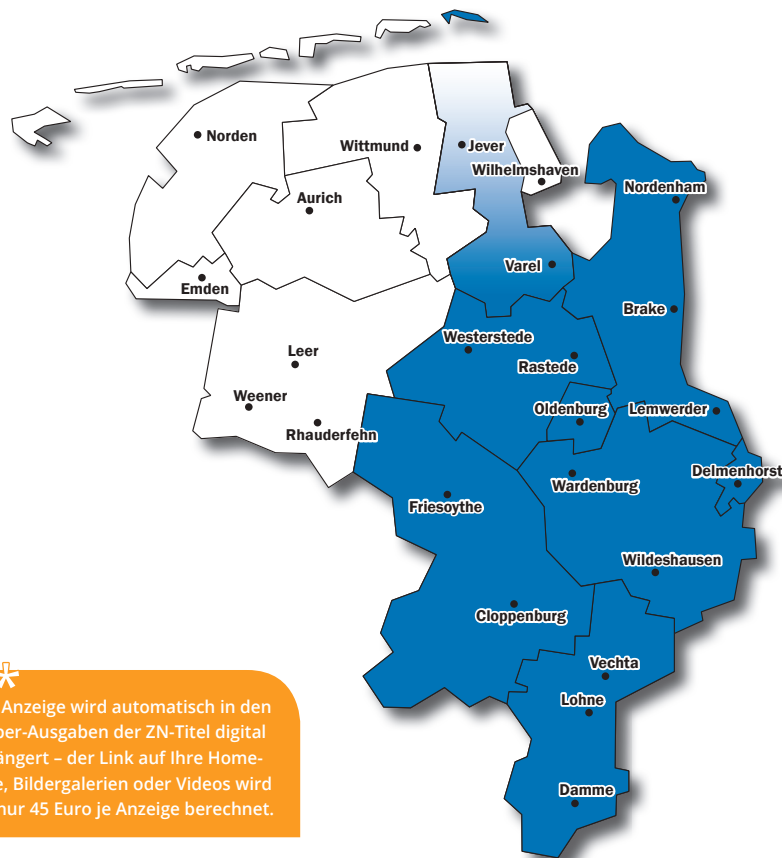 Norden
Wittmund
Jever
Wilhelmshaven
Nordenham
Aurich
Varel
Emden
Brake
Westerstede
Leer
Rastede
Weener
Oldenburg
Lemwerder
Rhauderfehn
Delmenhorst
Wardenburg
Friesoythe
Wildeshausen
Cloppenburg
Vechta
Lohne
Damme
*
Anzeige wird automatisch in den
er-Ausgaben der ZN-Titel digital
ängert – der Link auf Ihre Home-
e, Bildergalerien oder Videos wird
nur 45 Euro je Anzeige berechnet.